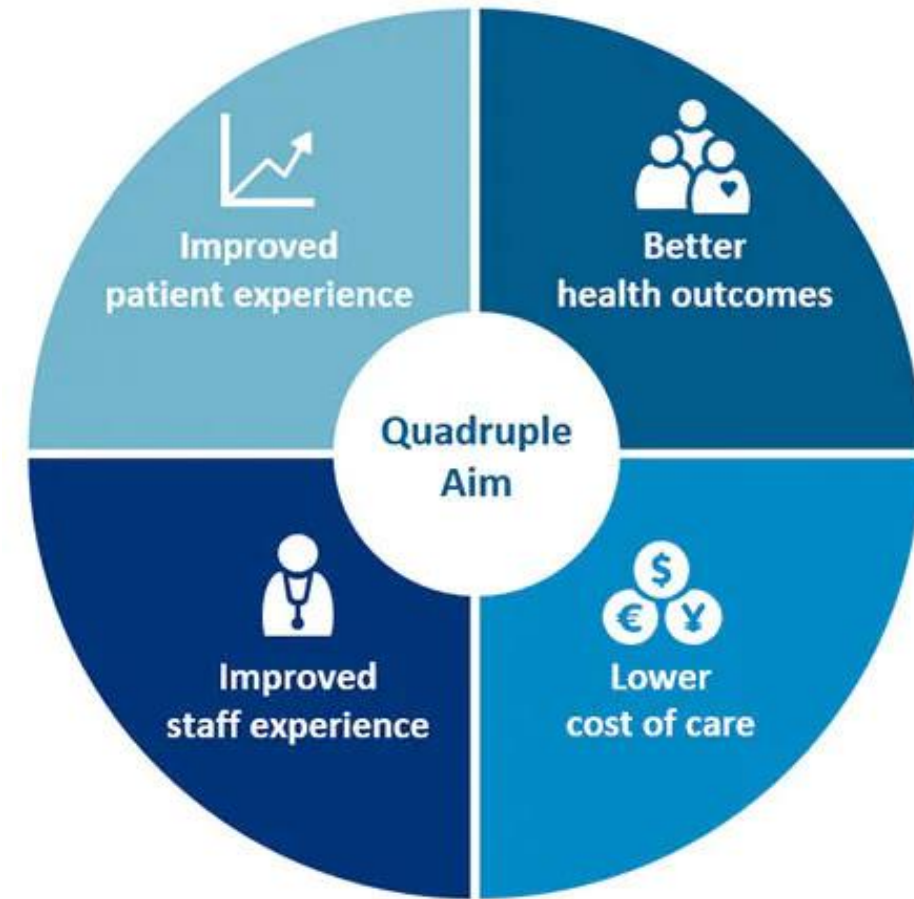 Improved
patient experience
Better
health outcomes
Quadruple
Aim
Improved
staff experience
$
€ ¥
Lower
cost of care